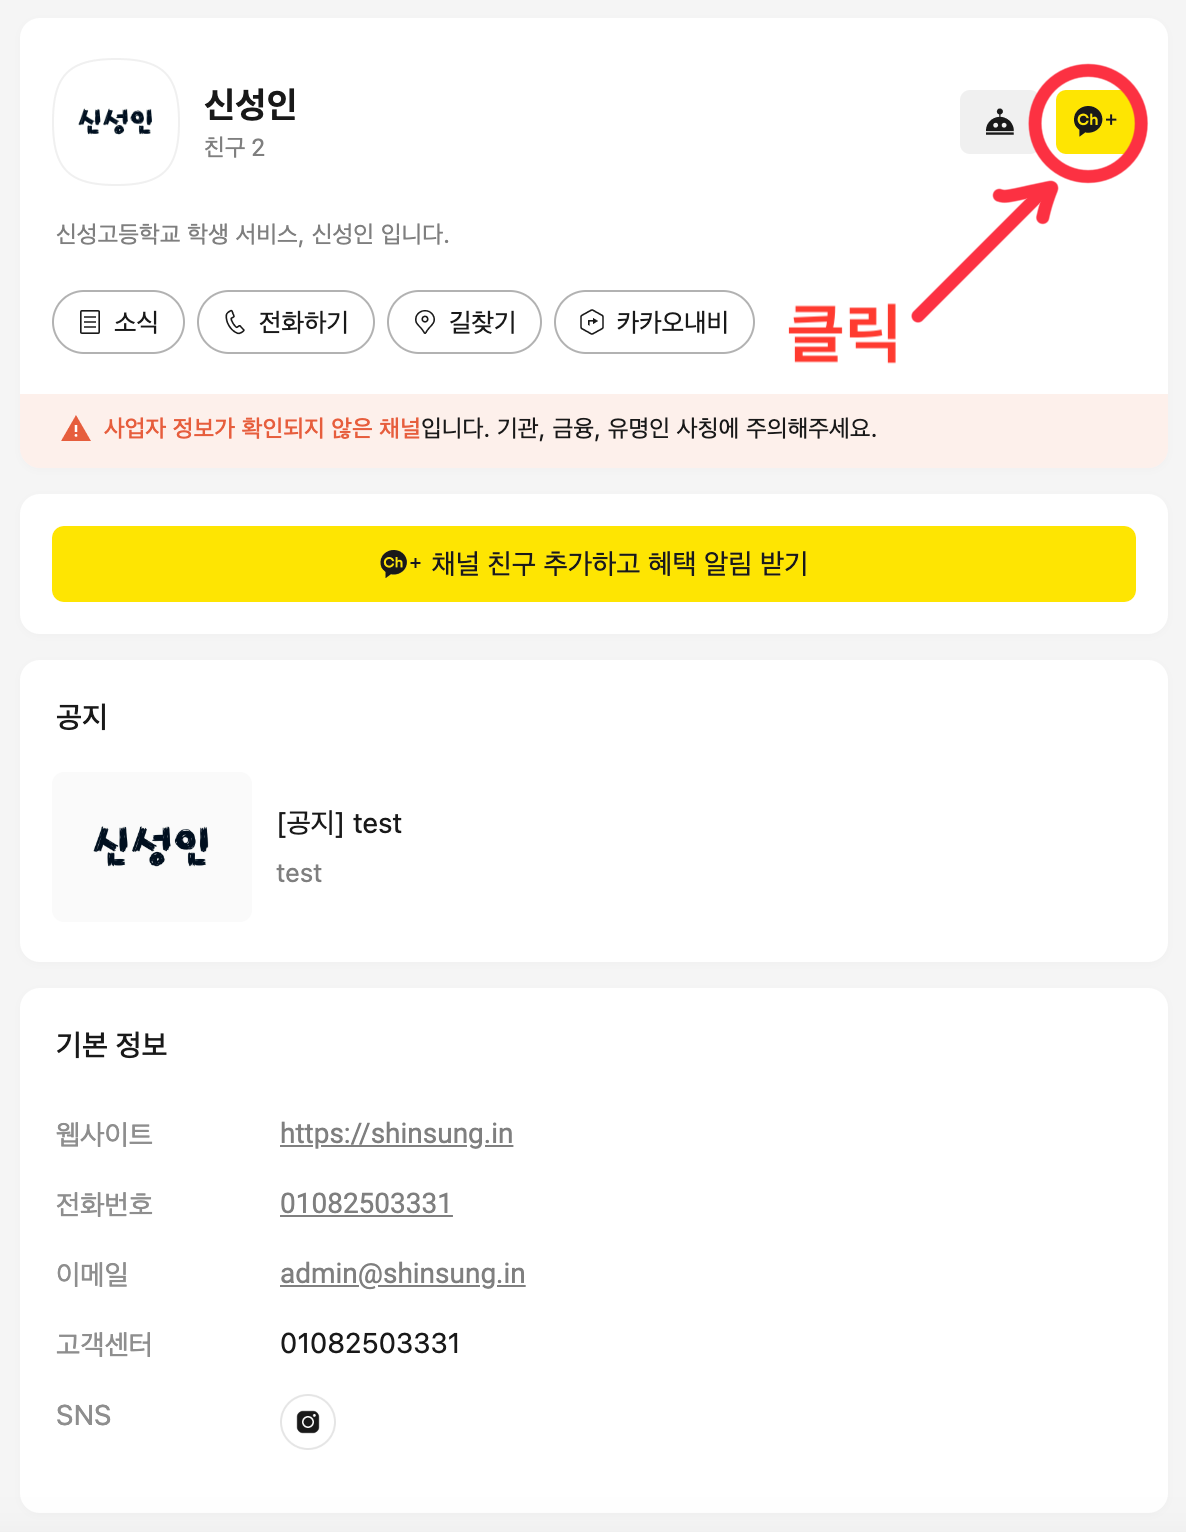 신성인
신성인
친구 2
Ch+
신성고등학교 학생 서비스, 신성인 입니다.
소식
전화하기
길찾기
카카오내비
클릭
사업자 정보가 확인되지 않은 채널입니다. 기관, 금융, 유명인 사칭에 주의해주세요.
Ch+ 채널 친구 추가하고 혜택 알림 받기
공지
신성인
[공지] test
test
기본 정보
웹사이트 https://shinsung.in
전화번호 01082503331
이메일 admin@shinsung.in
고객센터 01082503331
SNS